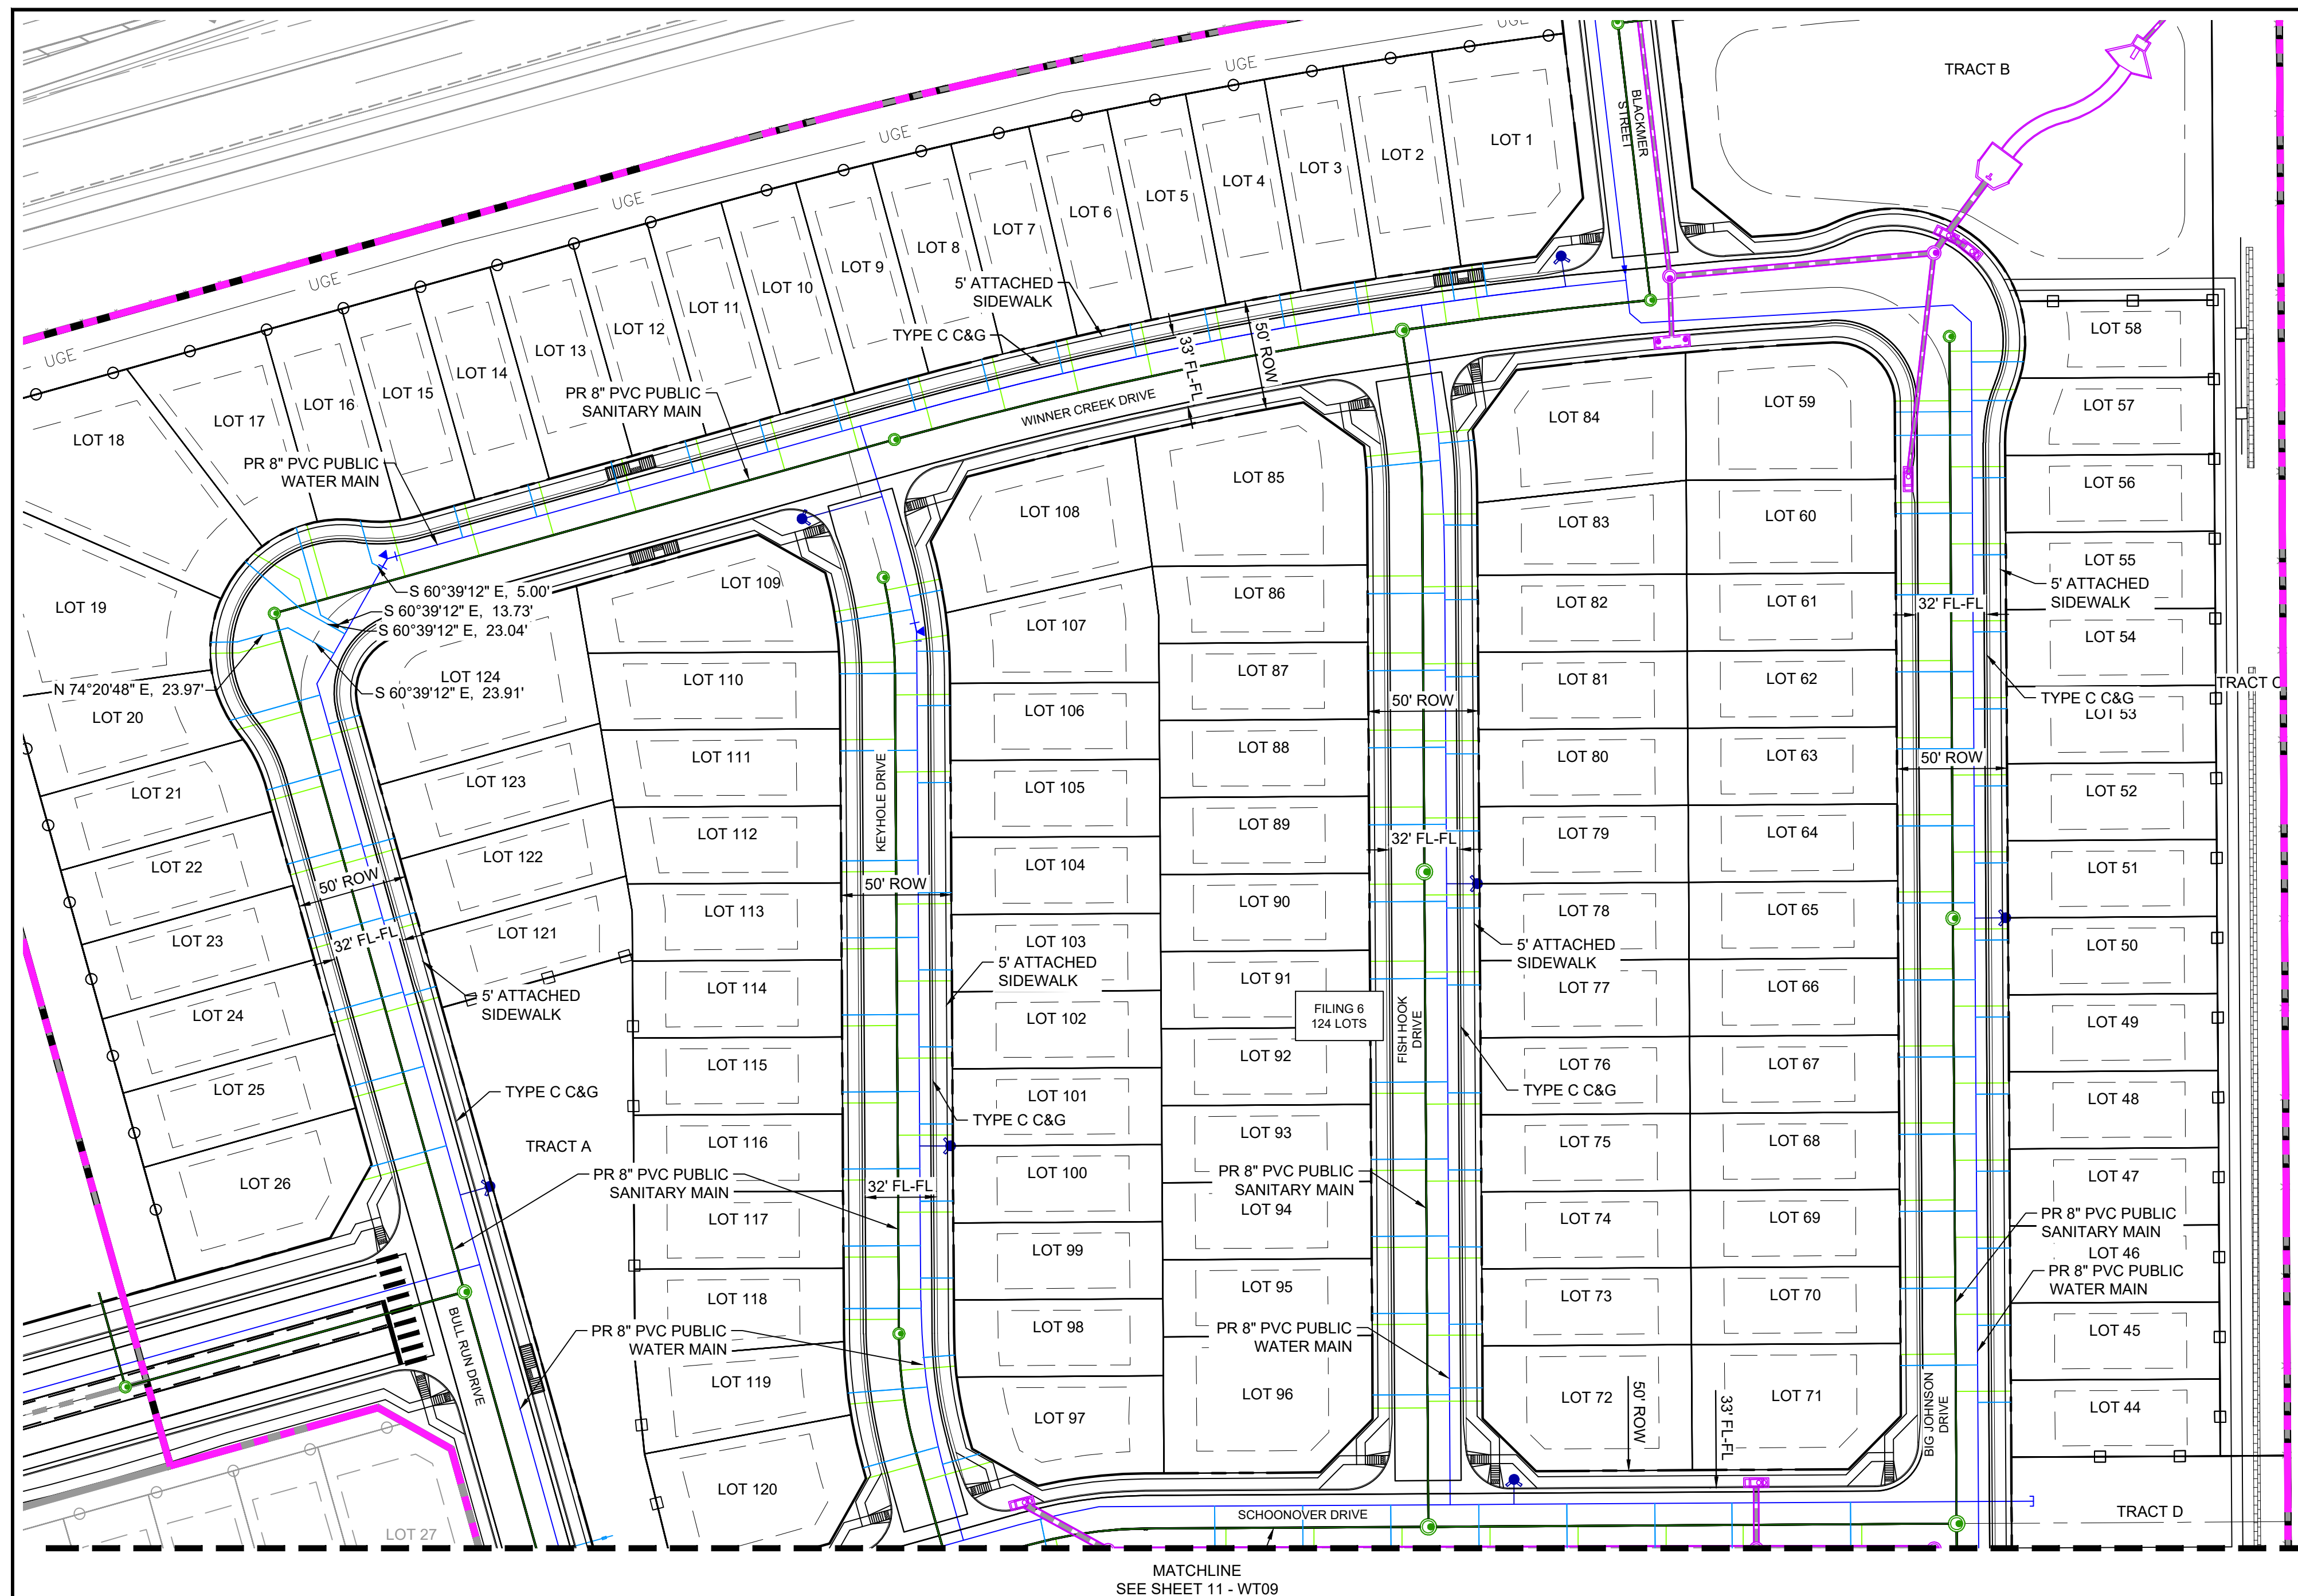 UGE
TRACT B
UGE
BLACKMER
STREET
UGE
LOT 1
LOT 2
LOT 3
LOT 4
LOT 5
LOT 6
LOT 7
LOT 8
LOT 9
LOT 10
LOT 11
LOT 12
LOT 13
LOT 14
LOT 15
LOT 16
LOT 17
LOT 18
UGE
UGE
UGE
5' ATTACHED
SIDEWALK
TYPE C C&G
33' FL-FL
50' ROW
PR 8" PVC PUBLIC
SANITARY MAIN
WINNER CREEK DRIVE
PR 8" PVC PUBLIC
WATER MAIN
S 60°39'12" E, 5.00'
S 60°39'12" E, 13.73'
S 60°39'12" E, 23.04'
S 60°39'12" E, 23.91'
N 74°20'48" E, 23.97'
LOT 19
LOT 20
LOT 21
LOT 22
LOT 23
LOT 24
LOT 25
LOT 26
LOT 124
LOT 123
LOT 122
LOT 121
50' ROW
32' FL-FL
5' ATTACHED
SIDEWALK
TYPE C C&G
TRACT A
PR 8" PVC PUBLIC
SANITARY MAIN
PR 8" PVC PUBLIC
WATER MAIN
BULL RUN DRIVE
LOT 27
LOT 109
LOT 110
LOT 111
LOT 112
LOT 113
LOT 114
LOT 115
LOT 116
LOT 117
LOT 118
LOT 119
LOT 120
KEYHOLE DRIVE
50' ROW
32' FL-FL
LOT 108
LOT 107
LOT 106
LOT 105
LOT 104
LOT 103
5' ATTACHED
SIDEWALK
LOT 102
LOT 101
TYPE C C&G
LOT 100
LOT 99
LOT 98
LOT 97
LOT 85
LOT 86
LOT 87
LOT 88
LOT 89
LOT 90
LOT 91
LOT 92
LOT 93
PR 8" PVC PUBLIC
SANITARY MAIN
LOT 94
LOT 95
PR 8" PVC PUBLIC
WATER MAIN
LOT 96
FILING 6
124 LOTS
FISH HOOK
DRIVE
50' ROW
32' FL-FL
LOT 84
LOT 83
LOT 82
LOT 81
LOT 80
LOT 79
LOT 78
5' ATTACHED
SIDEWALK
LOT 77
LOT 76
TYPE C C&G
LOT 75
LOT 74
LOT 73
LOT 72
50' ROW
33' FL-FL
LOT 59
LOT 60
LOT 61
LOT 62
LOT 63
LOT 64
LOT 65
LOT 66
LOT 67
LOT 68
LOT 69
LOT 70
LOT 71
BIG JOHNSON
DRIVE
32' FL-FL
50' ROW
LOT 58
LOT 57
LOT 56
LOT 55
5' ATTACHED
SIDEWALK
LOT 54
TRACT C
TYPE C C&G
LOT 53
LOT 52
LOT 51
LOT 50
LOT 49
LOT 48
LOT 47
PR 8" PVC PUBLIC
SANITARY MAIN
LOT 46
PR 8" PVC PUBLIC
WATER MAIN
LOT 45
LOT 44
TRACT D
SCHOONOVER DRIVE
MATCHLINE
SEE SHEET 11 - WT09